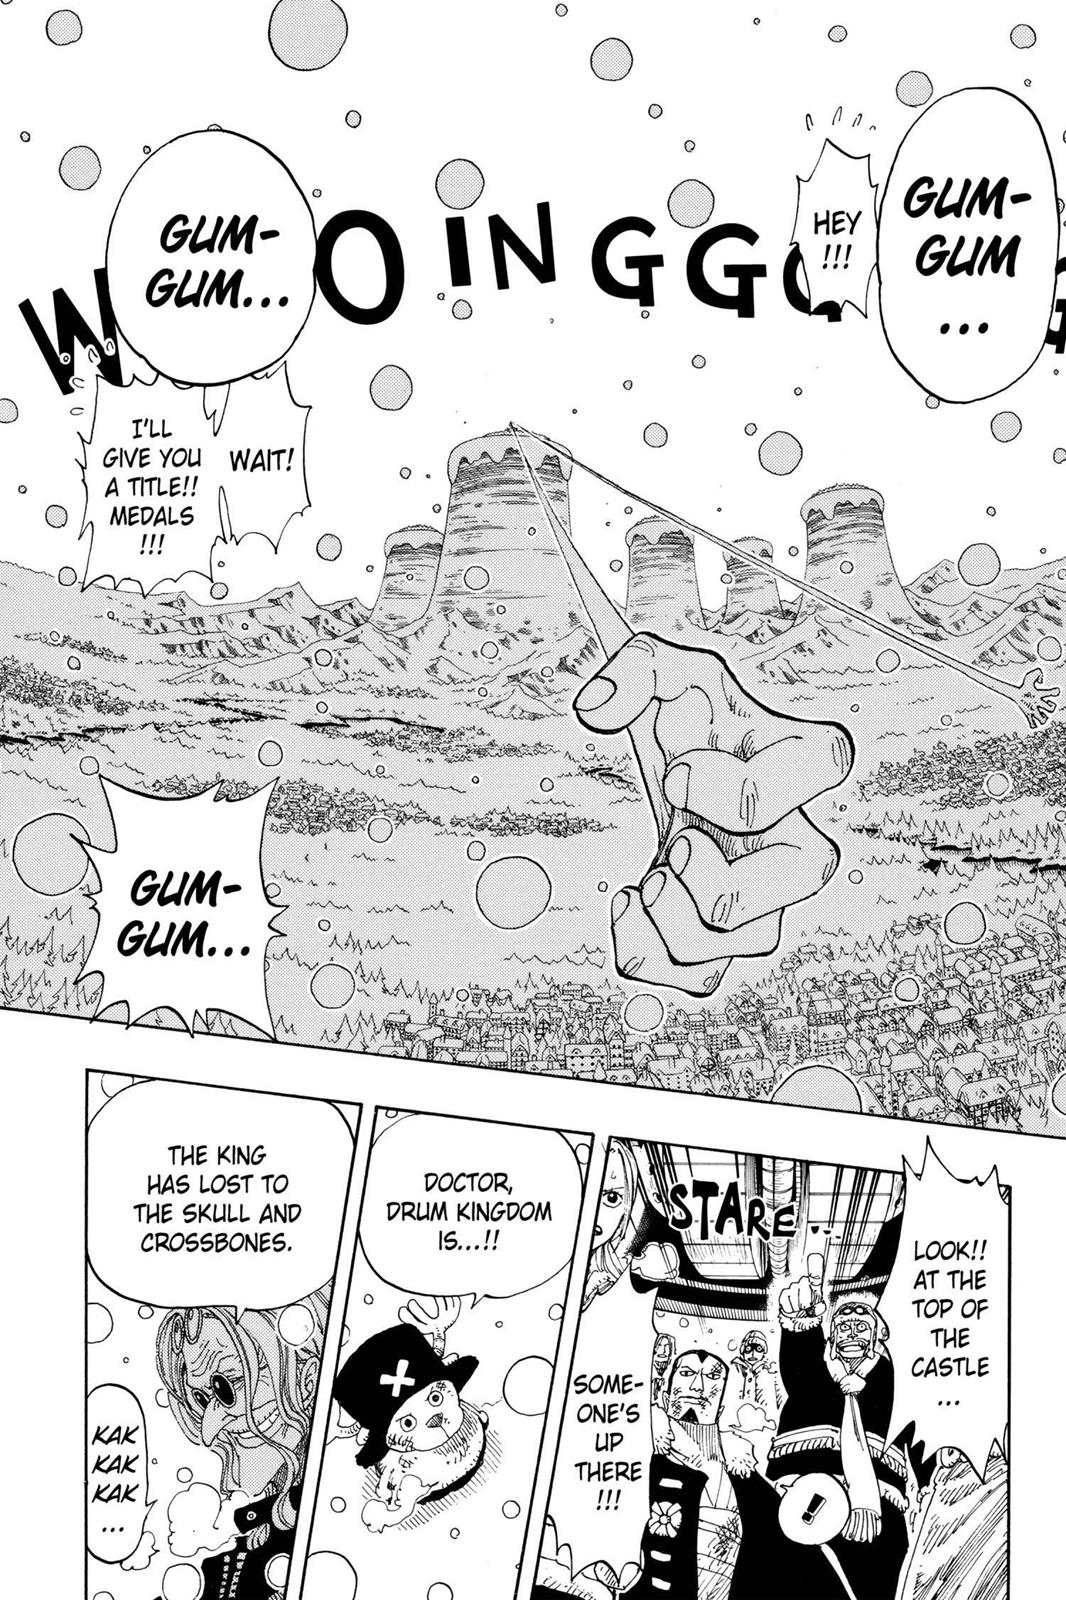 GUM-
GUM
...
HEY
!!!
WOINGGG G
GUM-
GUM...
WAIT!
I'LL
GIVE YOU
A TITLE!!
MEDALS
!!!
GUM-
GUM...
LOOK!!
AT THE
TOP OF
THE
CASTLE
...
STARE...
SOME-
ONE'S
UP
THERE
!!!
!
DOCTOR,
DRUM KINGDOM
IS...!!
THE KING
HAS LOST TO
THE SKULL AND
CROSSBONES.
KAK
KAK
KAK
...